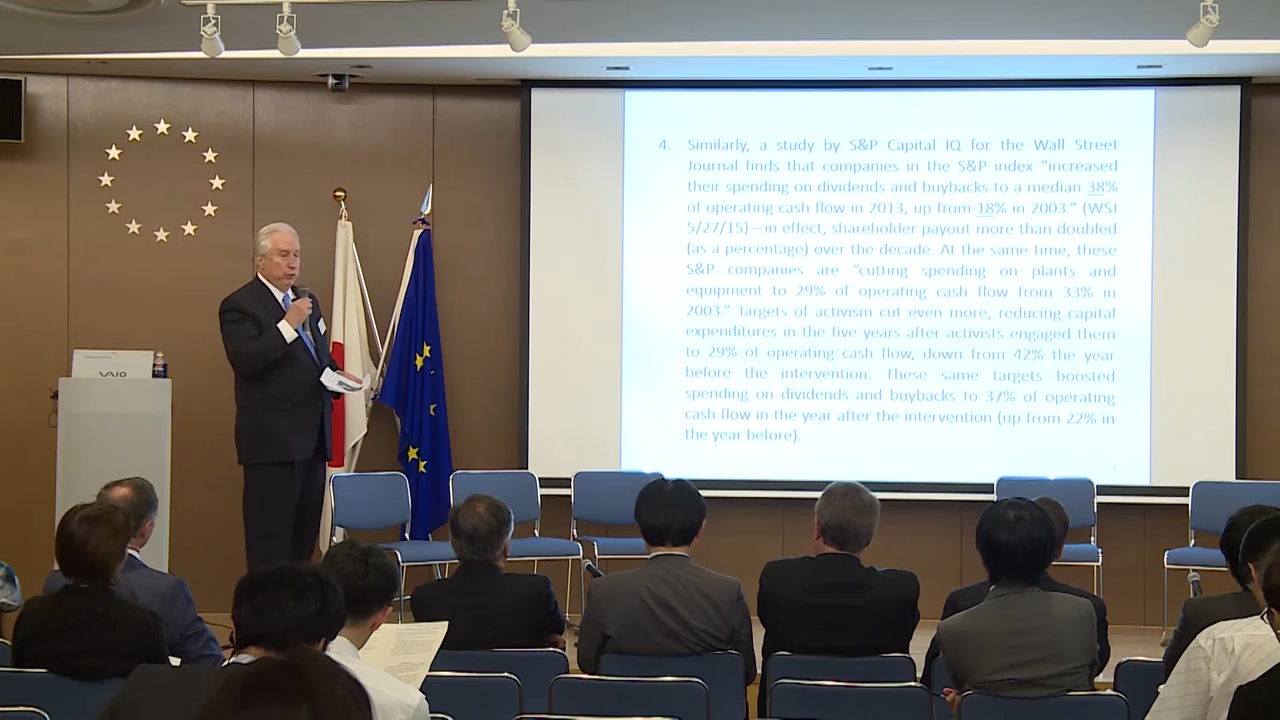 4. Similarly, a study by S&P Capital IQ for the Wall Street
Journal finds that companies in the S&P index “increased
their spending on dividends and buybacks to a median 38%
of operating cash flow in 2013, up from 18% in 2003.” (WSJ
5/27/15)—in effect, shareholder payout more than doubled
(as a percentage) over the decade. At the same time, these
S&P companies are “cutting spending on plants and
equipment to 29% of operating cash flow from 33% in
2003.” Targets of activism cut even more, reducing capital
expenditures in the five years after activists engaged them
to 29% of operating cash flow, down from 42% the year
before the intervention. These same targets boosted
spending on dividends and buybacks to 37% of operating
cash flow in the year after the intervention (up from 22% in
the year before).
VAIO